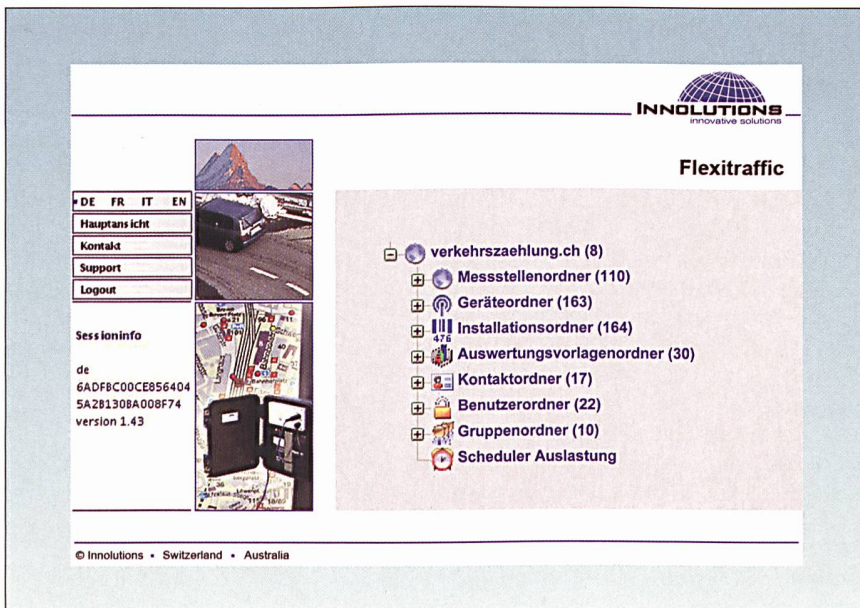 INNOLUTIONS
innovative solutions
Flexitraffic
DE FR IT EN
Hauptansicht
Kontakt
Support
Logout
Sessioninfo
de
6ADFBC00CE856404
5A2B130BA008F74
version 1.43
verkehrszaehlung.ch (8)
Messstellenordner (110)
Geräteordner (163)
Installationsordner (164)
476
Auswertungsvorlagenordner (30)
Kontaktordner (17)
Benutzerordner (22)
Gruppenordner (10)
Scheduler Auslastung
© Innolutions • Switzerland • Australia